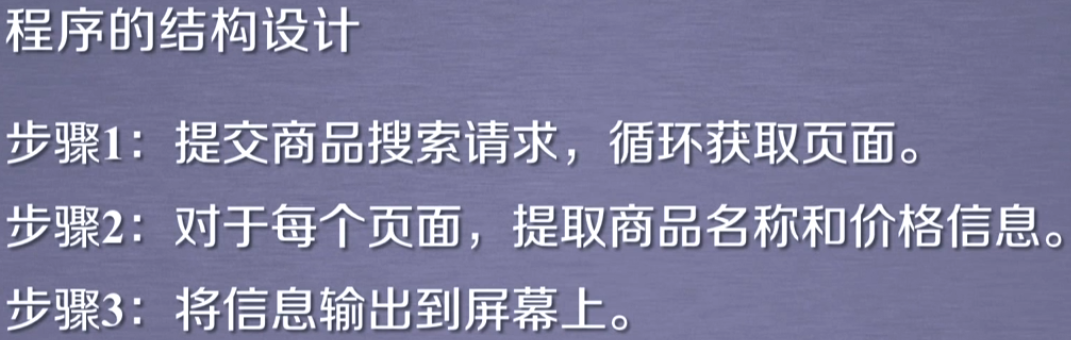 程序的结构设计
步骤1：提交商品搜索请求，循环获取页面。
步骤2：对于每个页面，提取商品名称和价格信息。
步骤3：将信息输出到屏幕上。